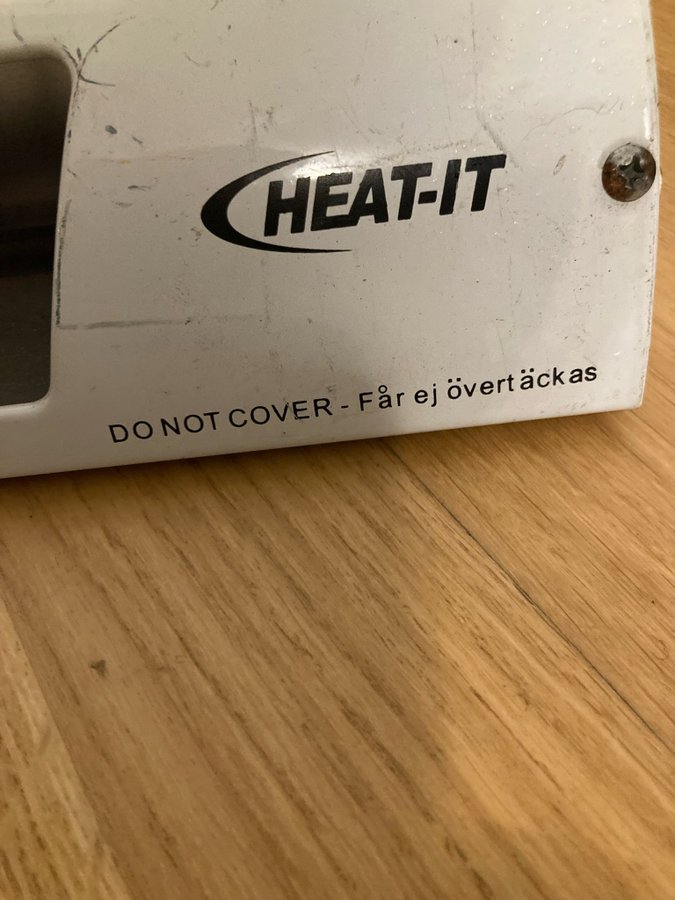 HEAT-IT
DO NOT COVER - Får ej övertäckas